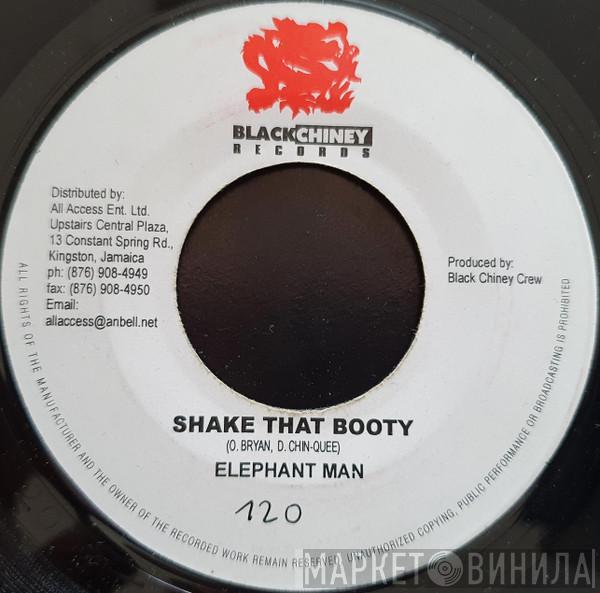 BLACKCHINEY
RECORDS
Distributed by:
All Access Ent. Ltd.
Upstairs Central Plaza,
13 Constant Spring Rd.,
Kingston, Jamaica
ph: (876) 908-4949
fax: (876) 908-4950
Email:
allaccess@anbell.net
Produced by:
Black Chiney Crew
SHAKE THAT BOOTY
(O. BRYAN, D. CHIN-QUEE)
ELEPHANT MAN
120
ALL RIGHTS OF THE MANUFACTURER AND THE OWNER OF THE RECORDED WORK REMAIN RESERVED, UNAUTHORIZED COPYING, PUBLIC PERFORMANCE OR BROADCASTING IS PROHIBITED
МАРКЕТ ВИНИЛА